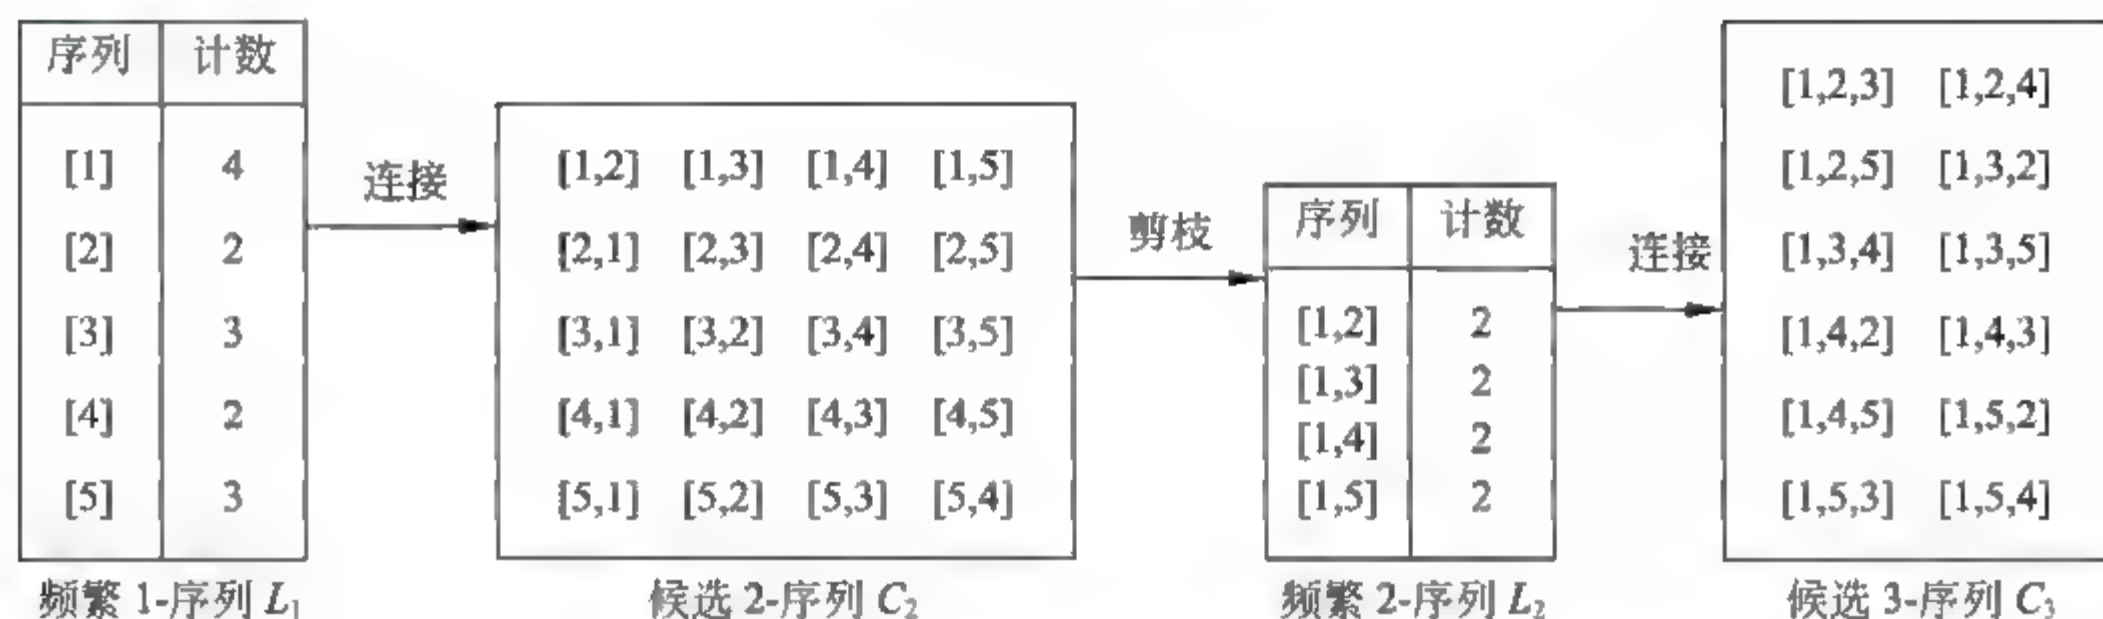 序列 计数
[1] 4
[2] 2
[3] 3
[4] 2
[5] 3
频繁 1-序列 L₁
连接
[1,2] [1,3] [1,4] [1,5]
[2,1] [2,3] [2,4] [2,5]
[3,1] [3,2] [3,4] [3,5]
[4,1] [4,2] [4,3] [4,5]
[5,1] [5,2] [5,3] [5,4]
候选 2-序列 C₂
剪枝
序列 计数
[1,2] 2
[1,3] 2
[1,4] 2
[1,5] 2
频繁 2-序列 L₂
连接
[1,2,3] [1,2,4]
[1,2,5] [1,3,2]
[1,3,4] [1,3,5]
[1,4,2] [1,4,3]
[1,4,5] [1,5,2]
[1,5,3] [1,5,4]
候选 3-序列 C₃